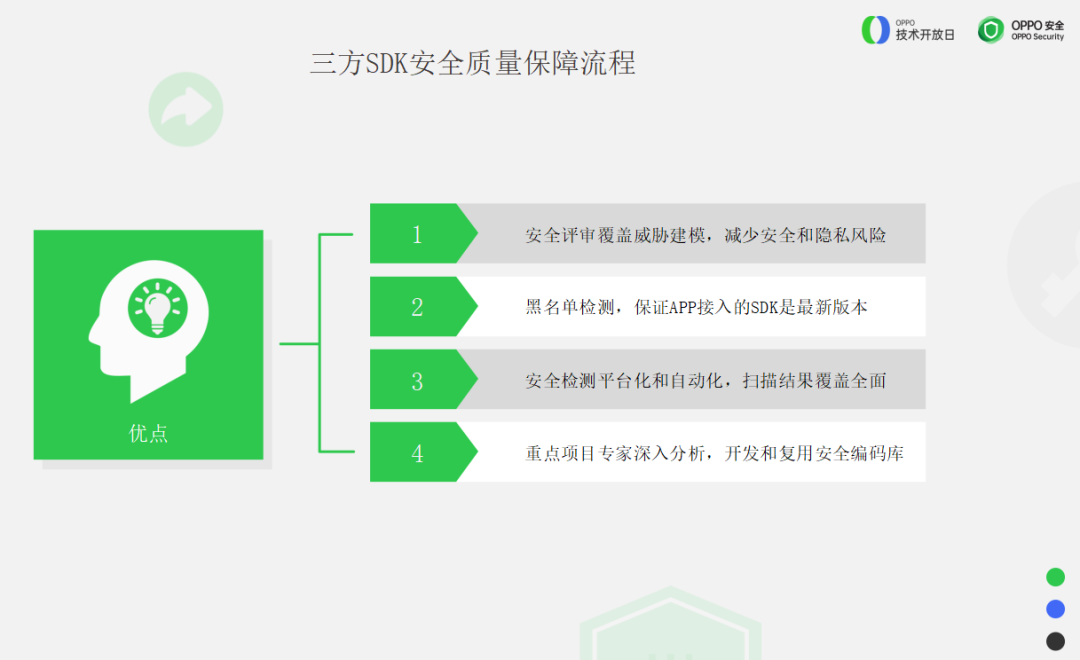 OPPO
技术开放日
OPPO 安全
OPPO Security
三方SDK安全质量保障流程
1
安全评审覆盖威胁建模，减少安全和隐私风险
2
黑名单检测，保证APP接入的SDK是最新版本
3
安全检测平台化和自动化，扫描结果覆盖全面
4
重点项目专家深入分析，开发和复用安全编码库
优点